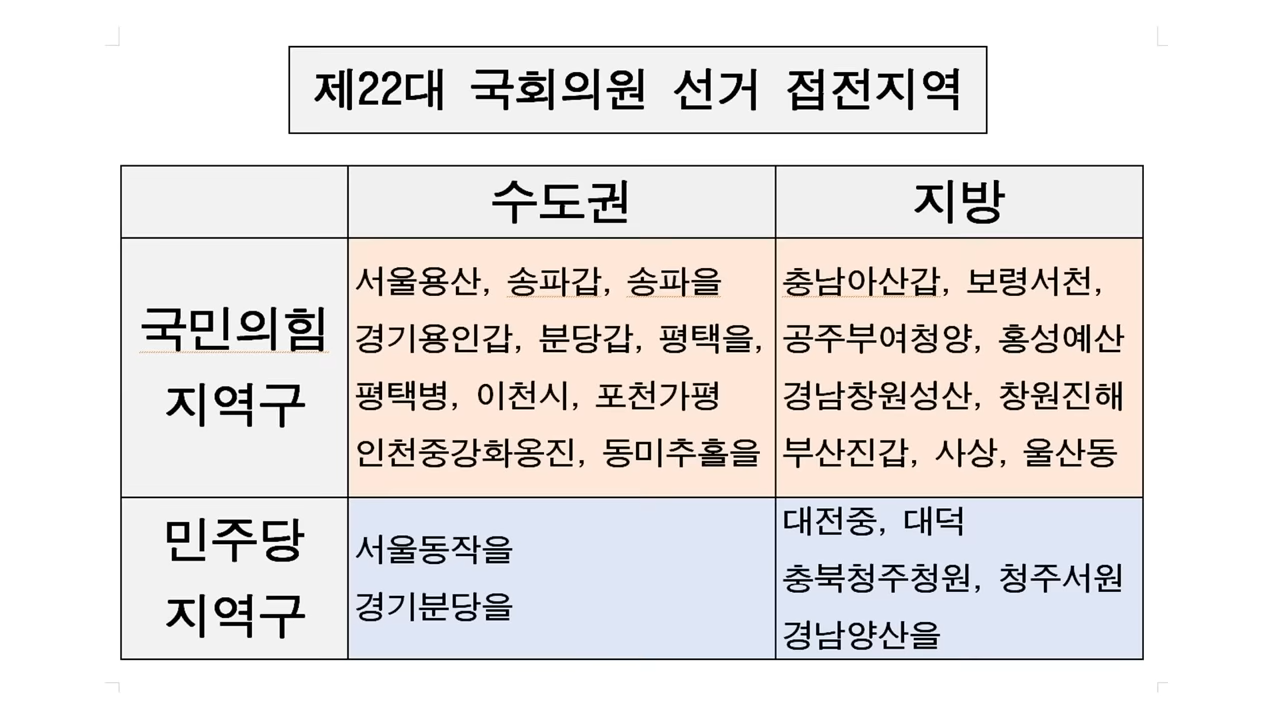 제22대 국회의원 선거 접전지역
수도권
지방
국민의힘
지역구
서울용산, 송파갑, 송파을
경기용인갑, 분당갑, 평택을,
평택병, 이천시, 포천가평
인천중강화옹진, 동미추홀을
충남아산갑, 보령서천,
공주부여청양, 홍성예산
경남창원성산, 창원진해
부산진갑, 사상, 울산동
민주당
지역구
서울동작을
경기분당을
대전중, 대덕
충북청주청원, 청주서원
경남양산을